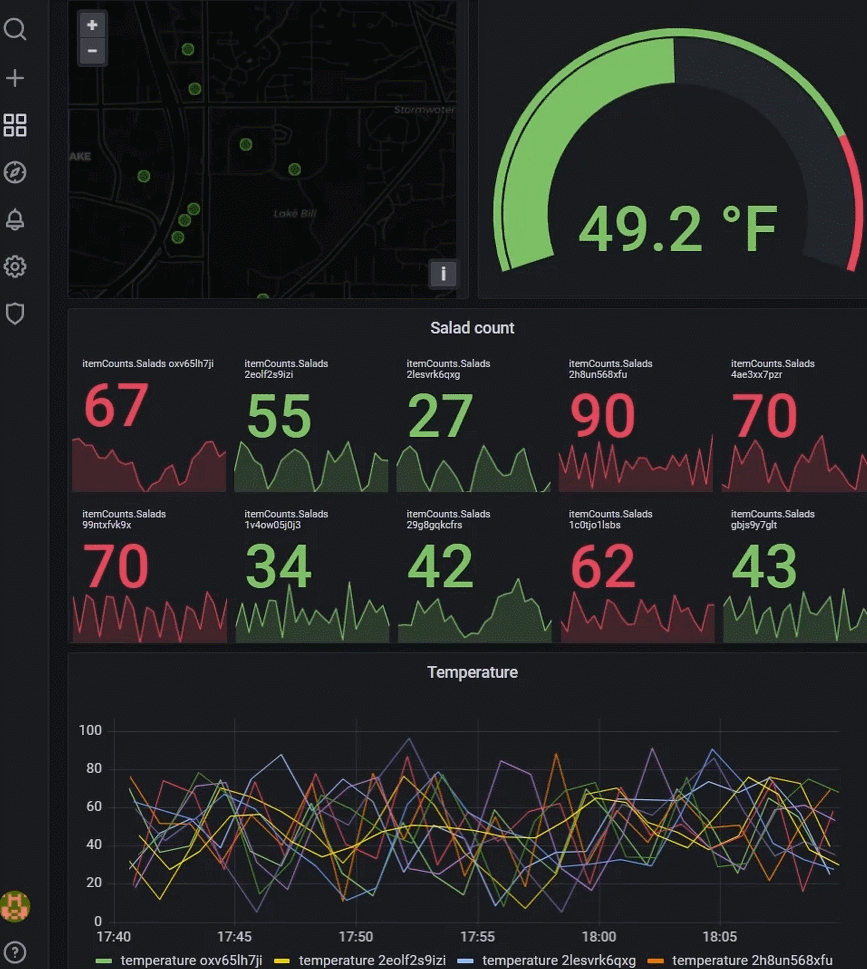 +
−
Stormwater
AKE
Lake Bill
i
49.2 °F
Salad count
itemCounts.Salads oxv65lh7ji
67
itemCounts.Salads
2eolf2s9izi
55
itemCounts.Salads
2lesvrk6qxg
27
itemCounts.Salads
2h8un568xfu
90
itemCounts.Salads
4ae3xx7pzr
70
itemCounts.Salads
99ntxfvk9x
70
itemCounts.Salads
1v4ow05j0j3
34
itemCounts.Salads
29g8gqkcfrs
42
itemCounts.Salads
1c0tjo1lsbs
62
itemCounts.Salads
gbjs9y7glt
43
Temperature
100
80
60
40
20
0
17:40 17:45 17:50 17:55 18:00 18:05
temperature oxv65lh7ji temperature 2eolf2s9izi temperature 2lesvrk6qxg temperature 2h8un568xfu
?